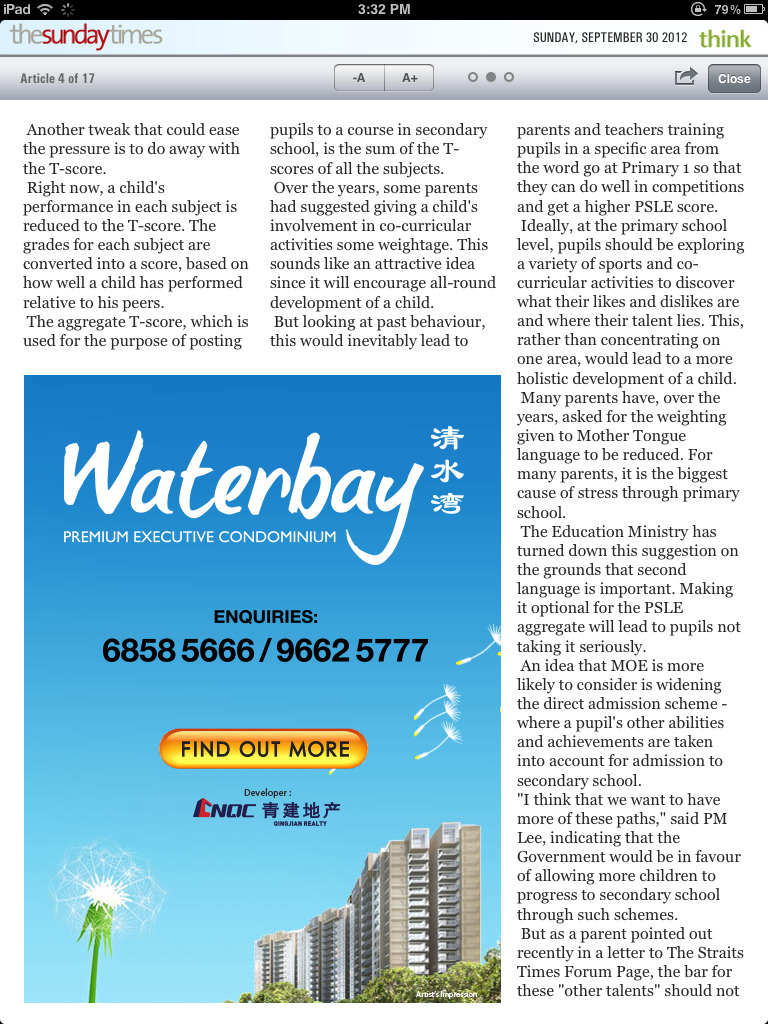 iPad 3:32 PM 79%
thesundaytimes SUNDAY, SEPTEMBER 30 2012 think
Article 4 of 17 -A A+ Close
Another tweak that could ease
the pressure is to do away with
the T-score.
Right now, a child's
performance in each subject is
reduced to the T-score. The
grades for each subject are
converted into a score, based on
how well a child has performed
relative to his peers.
The aggregate T-score, which is
used for the purpose of posting
pupils to a course in secondary
school, is the sum of the T-
scores of all the subjects.
Over the years, some parents
had suggested giving a child's
involvement in co-curricular
activities some weightage. This
sounds like an attractive idea
since it will encourage all-round
development of a child.
But looking at past behaviour,
this would inevitably lead to
parents and teachers training
pupils in a specific area from
the word go at Primary 1 so that
they can do well in competitions
and get a higher PSLE score.
Ideally, at the primary school
level, pupils should be exploring
a variety of sports and co-
curricular activities to discover
what their likes and dislikes are
and where their talent lies. This,
rather than concentrating on
one area, would lead to a more
holistic development of a child.
Many parents have, over the
years, asked for the weighting
given to Mother Tongue
language to be reduced. For
many parents, it is the biggest
cause of stress through primary
school.
The Education Ministry has
turned down this suggestion on
the grounds that second
language is important. Making
it optional for the PSLE
aggregate will lead to pupils not
taking it seriously.
An idea that MOE is more
likely to consider is widening
the direct admission scheme -
where a pupil's other abilities
and achievements are taken
into account for admission to
secondary school.
"I think that we want to have
more of these paths," said PM
Lee, indicating that the
Government would be in favour
of allowing more children to
progress to secondary school
through such schemes.
But as a parent pointed out
recently in a letter to The Straits
Times Forum Page, the bar for
these "other talents" should not
Waterbay
清水湾
PREMIUM EXECUTIVE CONDOMINIUM
ENQUIRIES:
6858 5666 / 9662 5777
FIND OUT MORE
Developer :
CNQC 青建地产
QINGJIAN REALTY
Artist's Impression